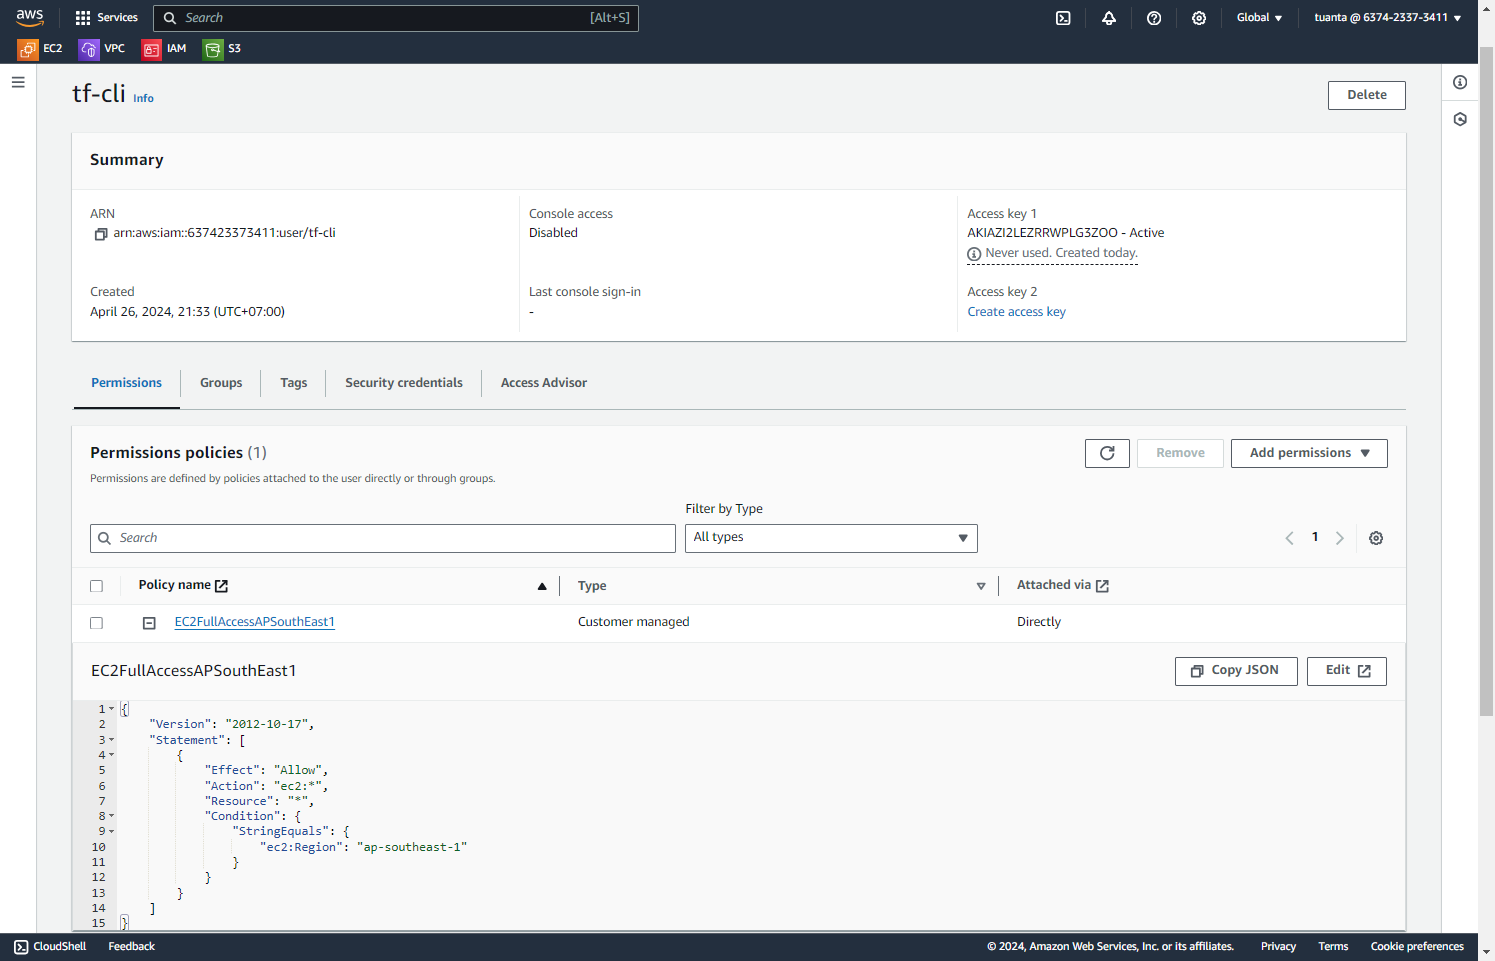 aws
Services
Search
[Alt+S]
Global
tuanta @ 6374-2337-3411
EC2
VPC
IAM
S3
tf-cli Info
Delete
Summary
ARN
arn:aws:iam::637423373411:user/tf-cli
Console access
Disabled
Access key 1
AKIAZI2LEZRRWPLG3ZOO - Active
Never used. Created today.
Created
April 26, 2024, 21:33 (UTC+07:00)
Last console sign-in
-
Access key 2
Create access key
Permissions
Groups
Tags
Security credentials
Access Advisor
Permissions policies (1)
Remove
Add permissions
Permissions are defined by policies attached to the user directly or through groups.
Filter by Type
Search
All types
1
Policy name
Type
Attached via
EC2FullAccessAPSouthEast1
Customer managed
Directly
EC2FullAccessAPSouthEast1
Copy JSON
Edit
1 {
2 "Version": "2012-10-17",
3 "Statement": [
4 {
5 "Effect": "Allow",
6 "Action": "ec2:*",
7 "Resource": "*",
8 "Condition": {
9 "StringEquals": {
10 "ec2:Region": "ap-southeast-1"
11 }
12 }
13 }
14 ]
15 }
CloudShell
Feedback
© 2024, Amazon Web Services, Inc. or its affiliates.
Privacy
Terms
Cookie preferences